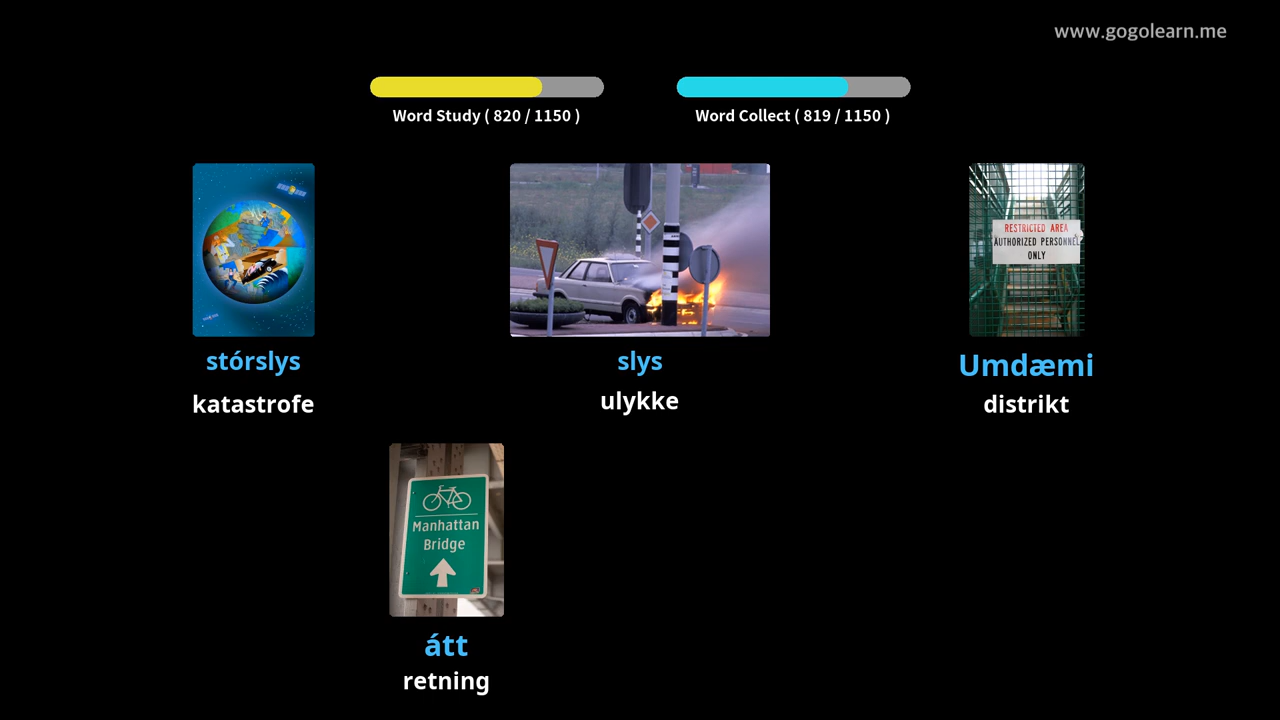 www.gogolearn.me
Word Study ( 820 / 1150 )
Word Collect ( 819 / 1150 )
RESTRICTED AREA
AUTHORIZED PERSONNEL
ONLY
stórslys
slys
Umdæmi
katastrofe
ulykke
distrikt
Manhattan
Bridge
átt
retning